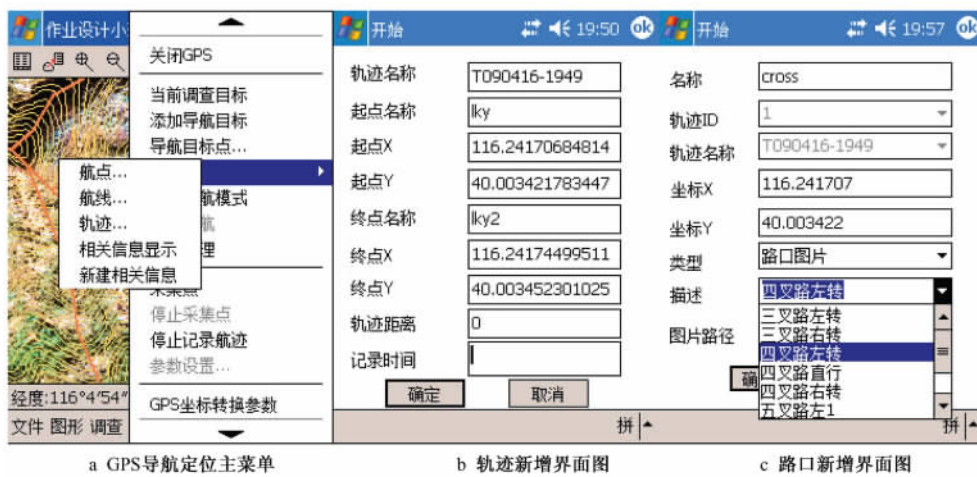 作业设计小
关闭GPS
当前调查目标
添加导航目标
导航目标点...
航点...
航线...
轨迹...
相关信息显示
新建相关信息
航模式
航
理
停止采集点
停止记录航迹
参数设置...
GPS坐标转换参数
经度:116°4'54"
文件 图形 调查
a GPS导航定位主菜单
开始 19:50 ok
轨迹名称 T090416-1949
起点名称 lky
起点X 116.24170684814
起点Y 40.003421783447
终点名称 lky2
终点X 116.24174499511
终点Y 40.003452301025
轨迹距离 0
记录时间
确定 取消
拼
b 轨迹新增界面图
开始 19:57 ok
名称 cross
轨迹ID 1
轨迹名称 T090416-1949
坐标X 116.241707
坐标Y 40.003422
类型 路口图片
描述 四叉路左转
三叉路左转
三叉路右转
图片路径
四叉路左转
四叉路直行
四叉路右转
五叉路左1
确
拼
c 路口新增界面图